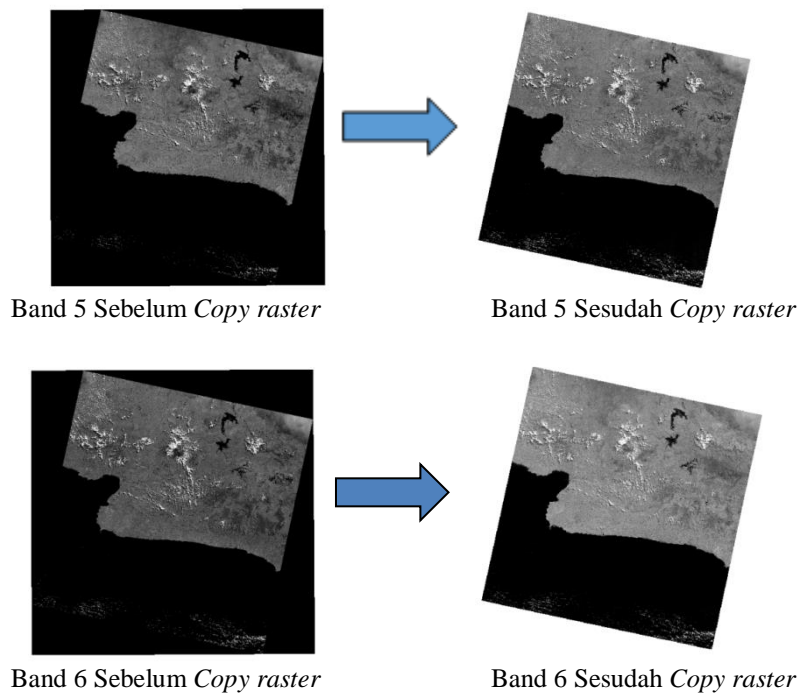 Band 5 Sebelum Copy raster
Band 5 Sesudah Copy raster
Band 6 Sebelum Copy raster
Band 6 Sesudah Copy raster